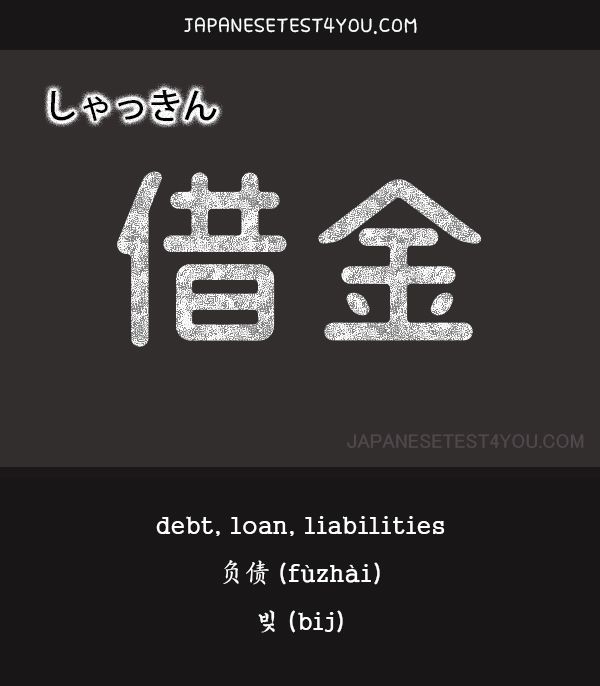 JAPANESETEST4YOU.COM
しゃっきん
借金
JAPANESETEST4YOU.COM
debt, loan, liabilities
负债 (fùzhài)
빚 (bij)